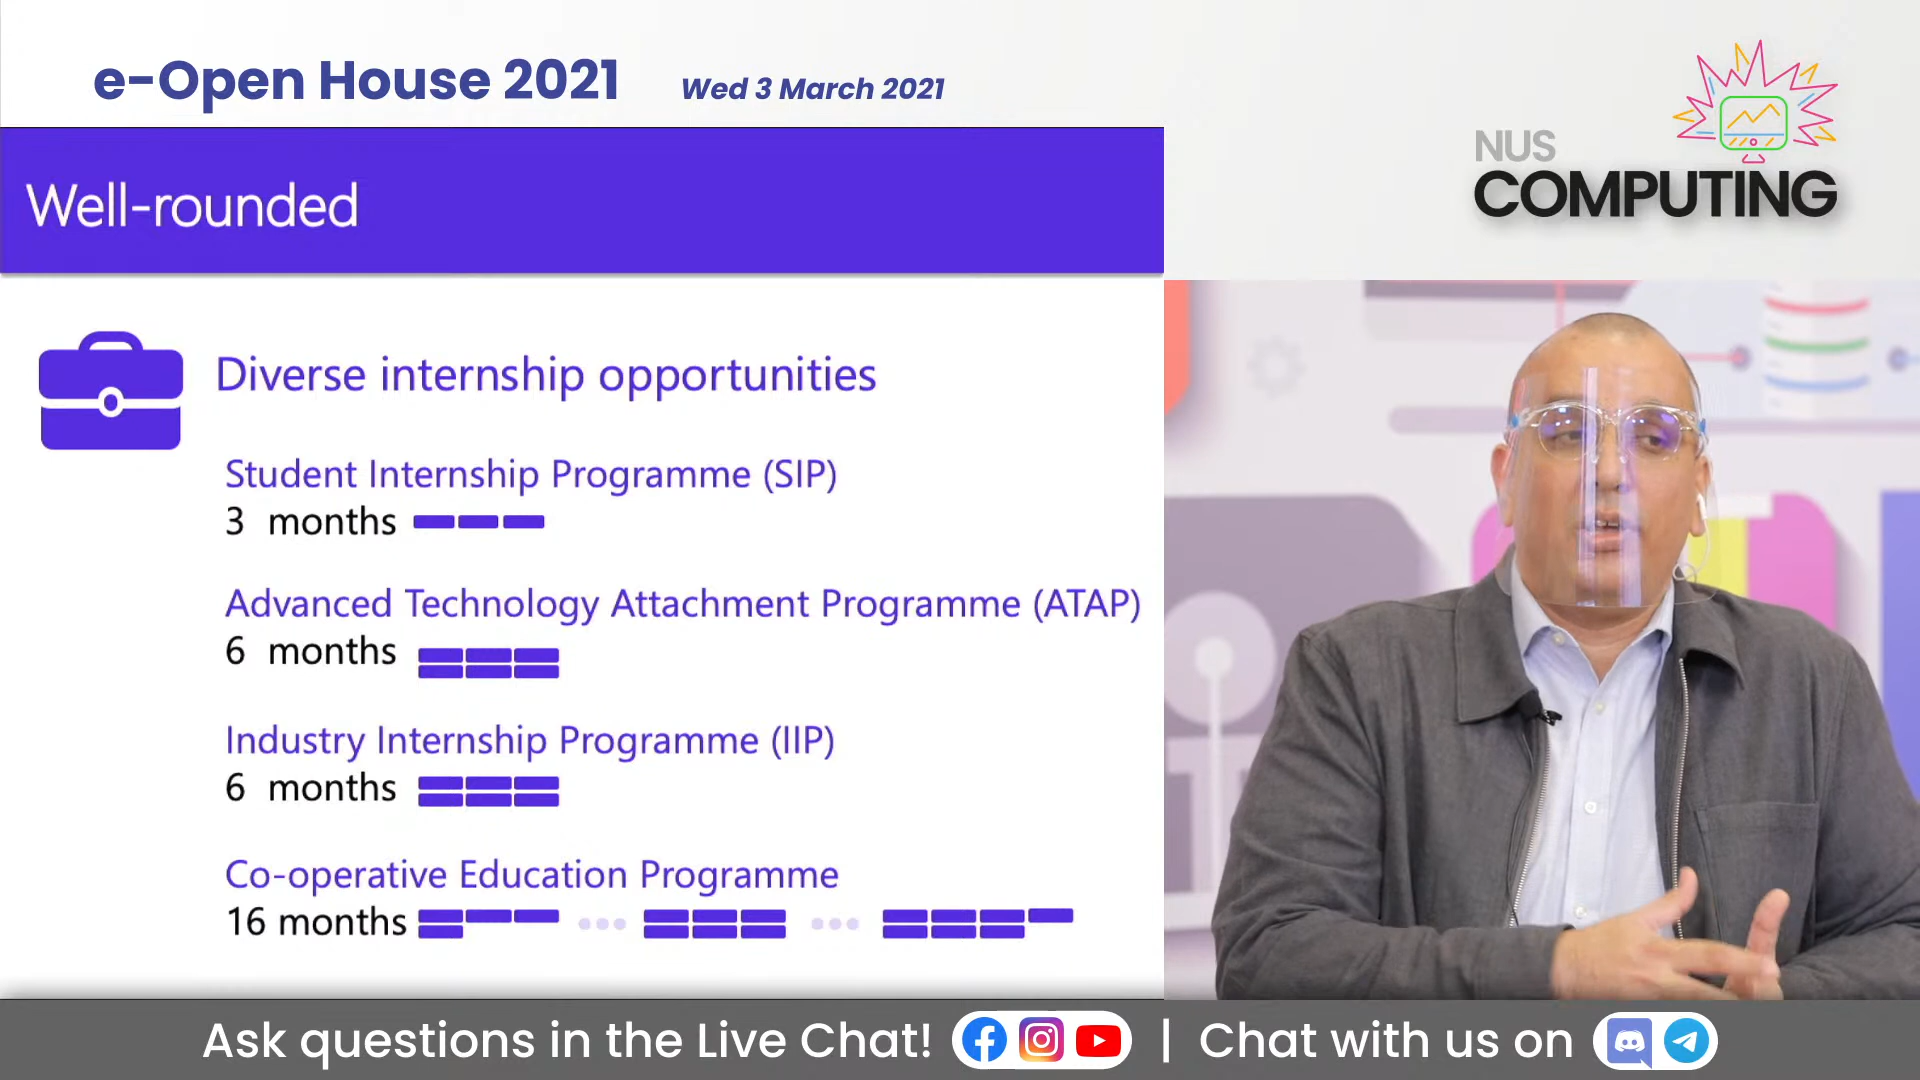 e-Open House 2021
Wed 3 March 2021
NUS
COMPUTING
Well-rounded
Diverse internship opportunities
Student Internship Programme (SIP)
3 months
Advanced Technology Attachment Programme (ATAP)
6 months
Industry Internship Programme (IIP)
6 months
Co-operative Education Programme
16 months
Ask questions in the Live Chat! | Chat with us on